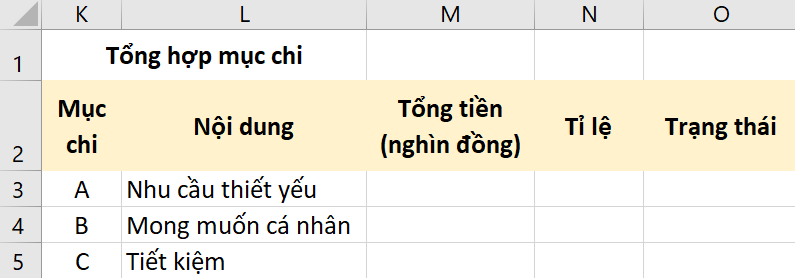 K L M N O
1 Tổng hợp mục chi
2 Mục chi Nội dung Tổng tiền (nghìn đồng) Tỉ lệ Trạng thái
3 A Nhu cầu thiết yếu
4 B Mong muốn cá nhân
5 C Tiết kiệm